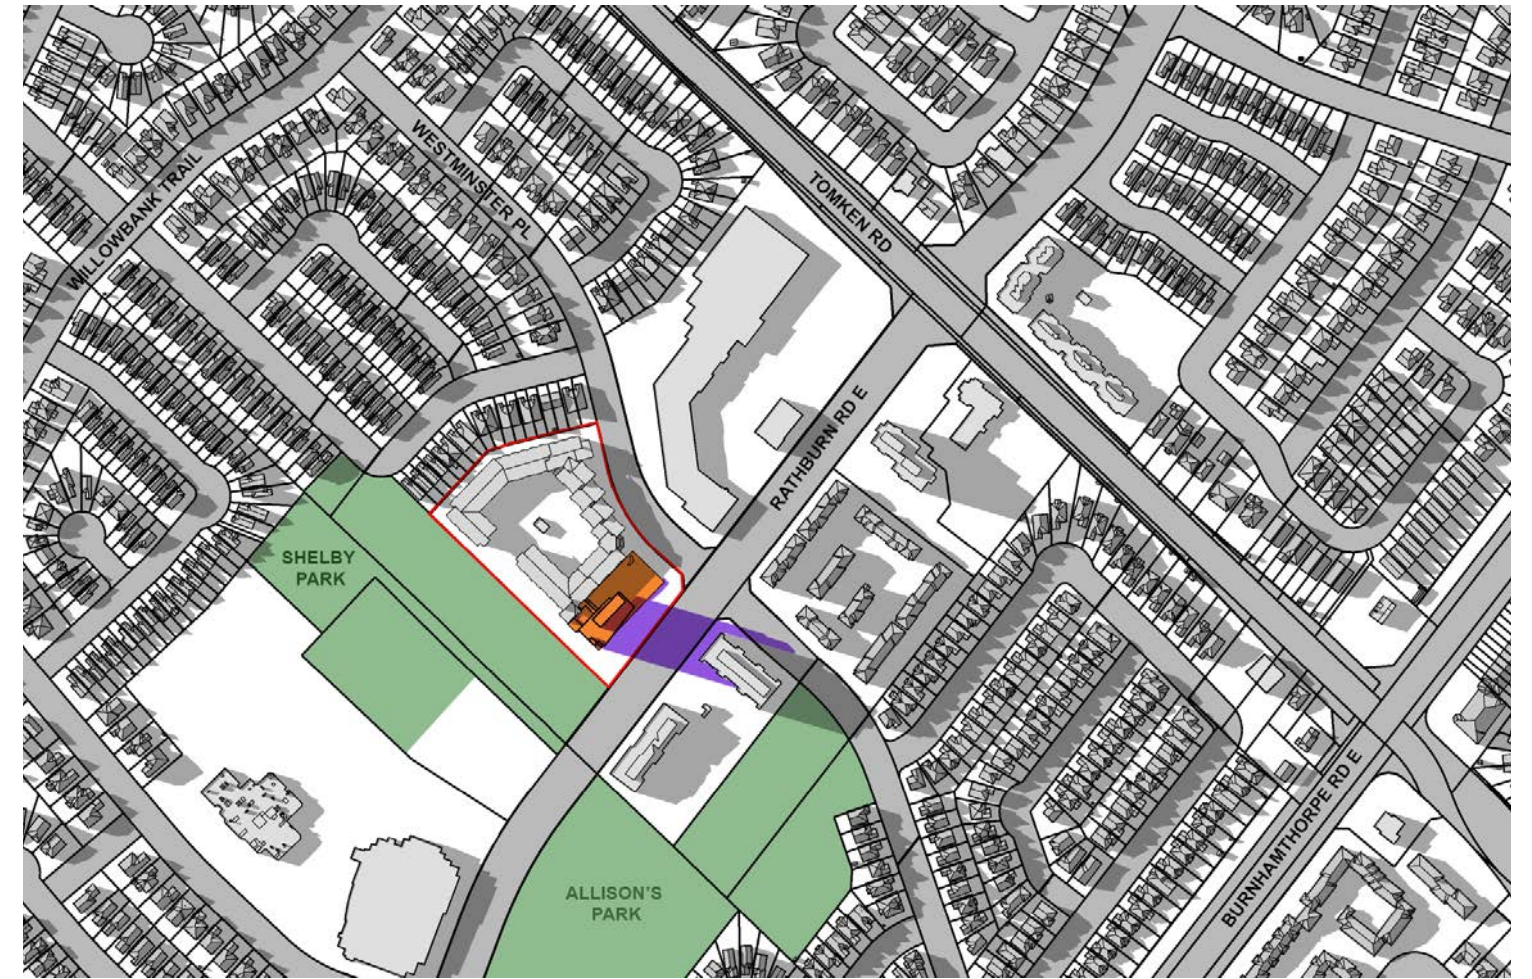 WESTMINSTER PL
WILLOWBANK TRAIL
TOMKEN RD
RATHBURN RD E
SHELBY
PARK
BURNHAMTHORPE RD E
ALLISON'S
PARK